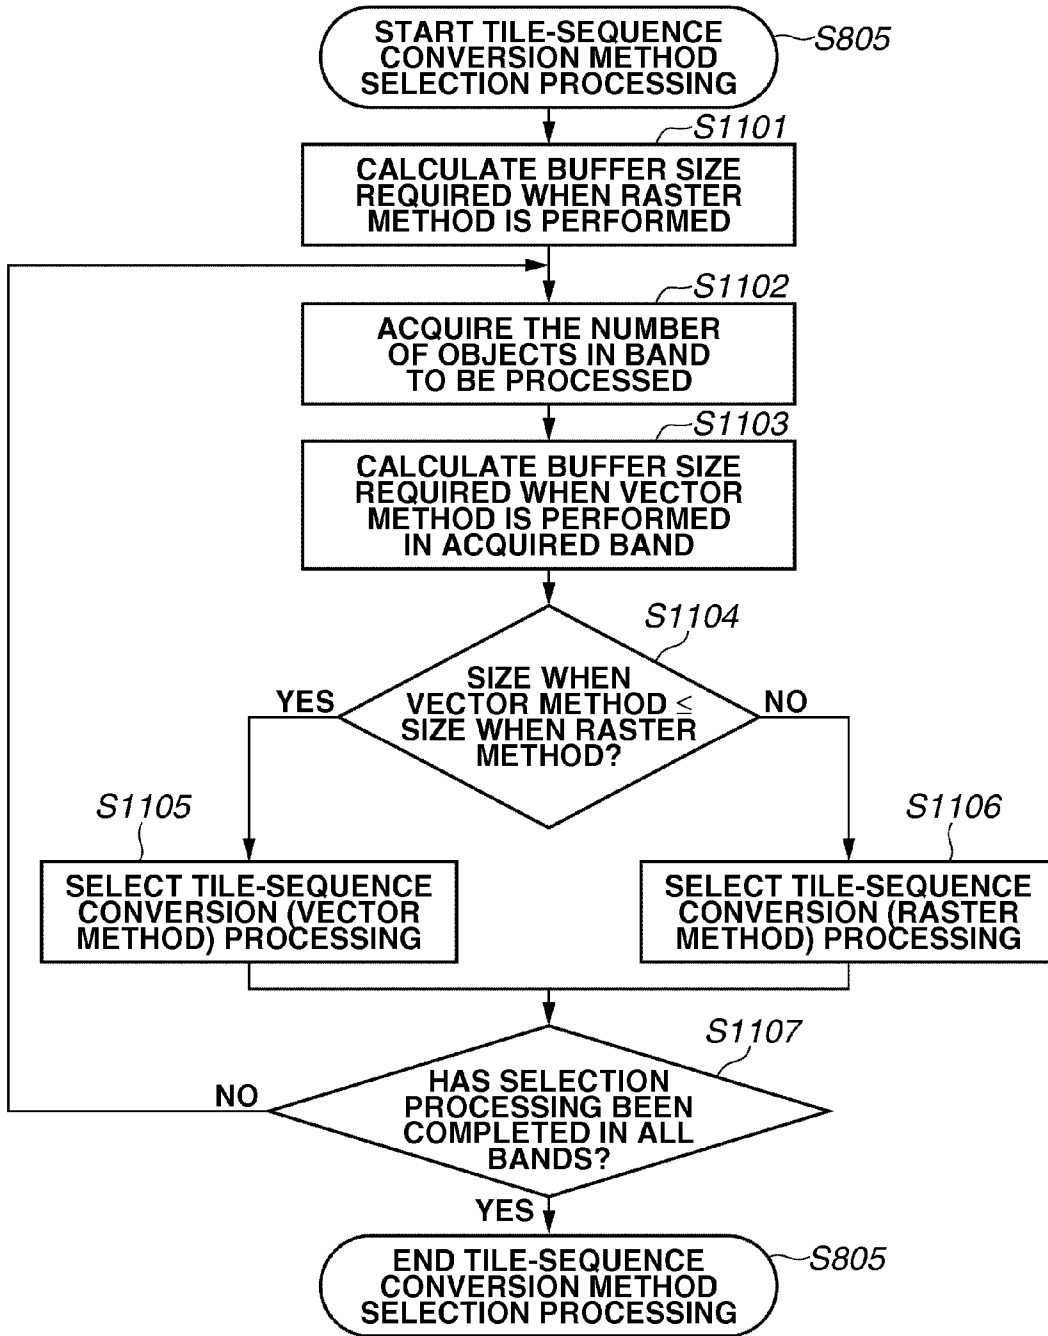 START TILE-SEQUENCE
CONVERSION METHOD
SELECTION PROCESSING
S805
S1101
CALCULATE BUFFER SIZE
REQUIRED WHEN RASTER
METHOD IS PERFORMED
S1102
ACQUIRE THE NUMBER
OF OBJECTS IN BAND
TO BE PROCESSED
S1103
CALCULATE BUFFER SIZE
REQUIRED WHEN VECTOR
METHOD IS PERFORMED
IN ACQUIRED BAND
S1104
SIZE WHEN
VECTOR METHOD ≤
SIZE WHEN RASTER
METHOD?
YES
NO
S1105
SELECT TILE-SEQUENCE
CONVERSION (VECTOR
METHOD) PROCESSING
S1106
SELECT TILE-SEQUENCE
CONVERSION (RASTER
METHOD) PROCESSING
S1107
HAS SELECTION
PROCESSING BEEN
COMPLETED IN ALL
BANDS?
NO
YES
END TILE-SEQUENCE
CONVERSION METHOD
SELECTION PROCESSING
S805